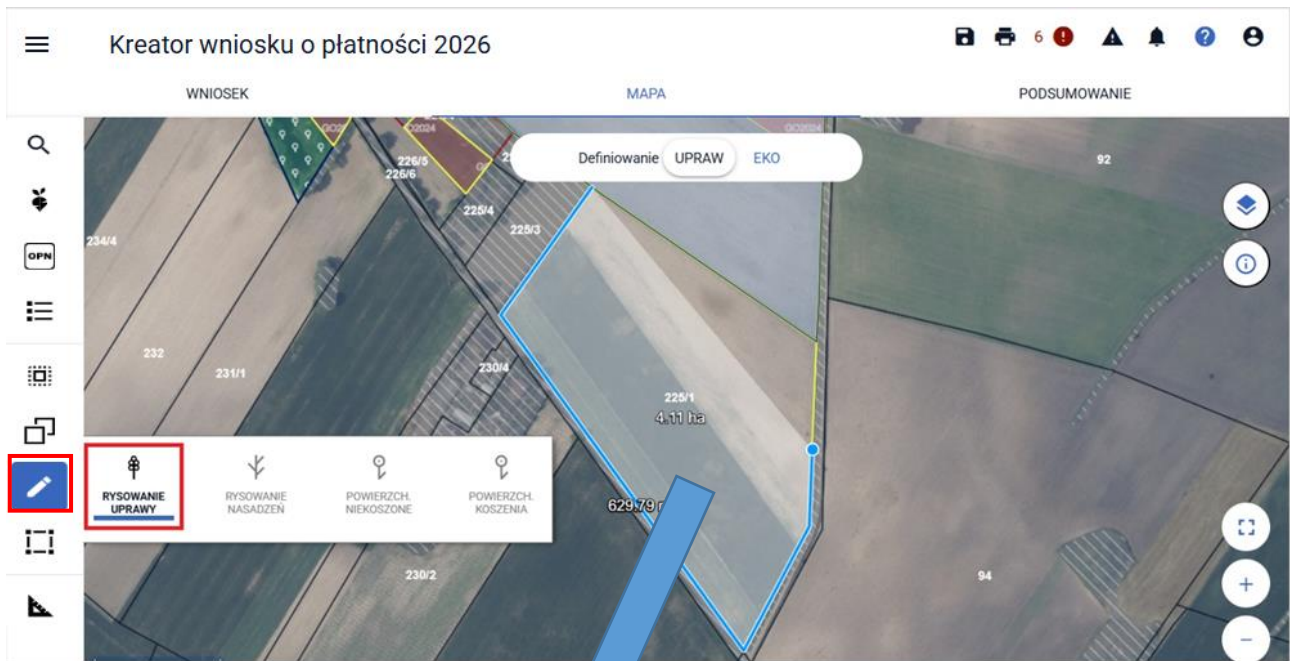 Kreator wniosku o płatności 2026
6
WNIOSEK
MAPA
PODSUMOWANIE
Definiowanie UPRAW EKO
OPN
226/5
226/6
225/4
225/3
234/4
92
232
231/1
230/4
225/1
4.11 ha
629.79
RYSOWANIE
UPRAWY
RYSOWANIE
NASADZEŃ
POWIERZCH.
NIEKOSZONE
POWIERZCH.
KOSZENIA
230/2
94